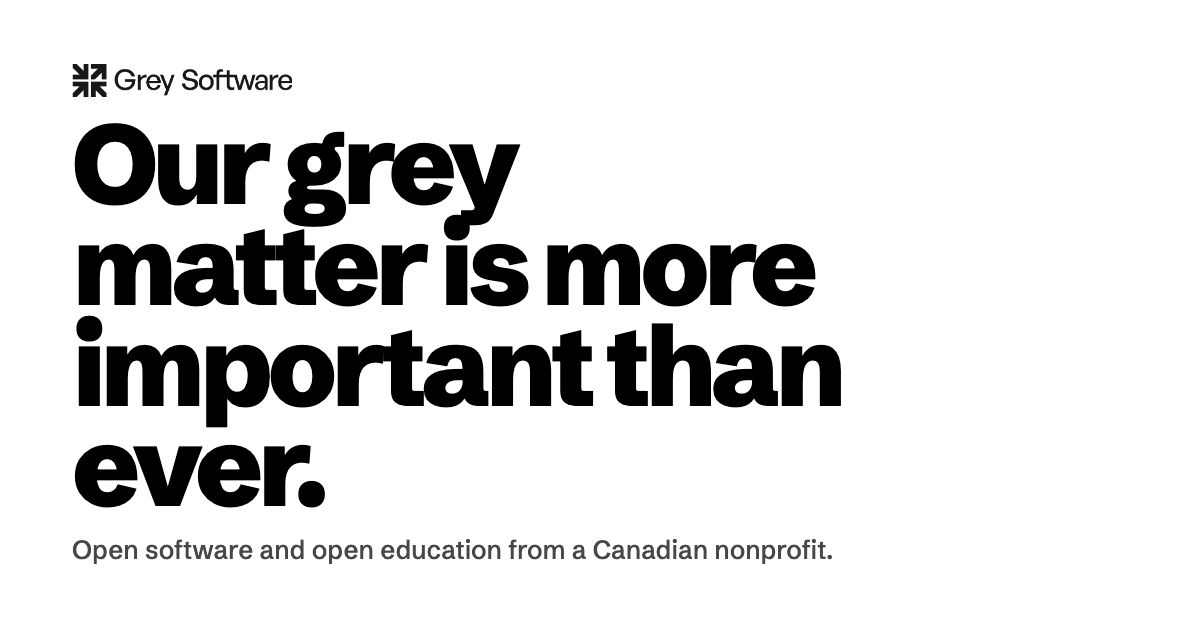 Grey Software
Our grey
matter is more
important than
ever.
Open software and open education from a Canadian nonprofit.